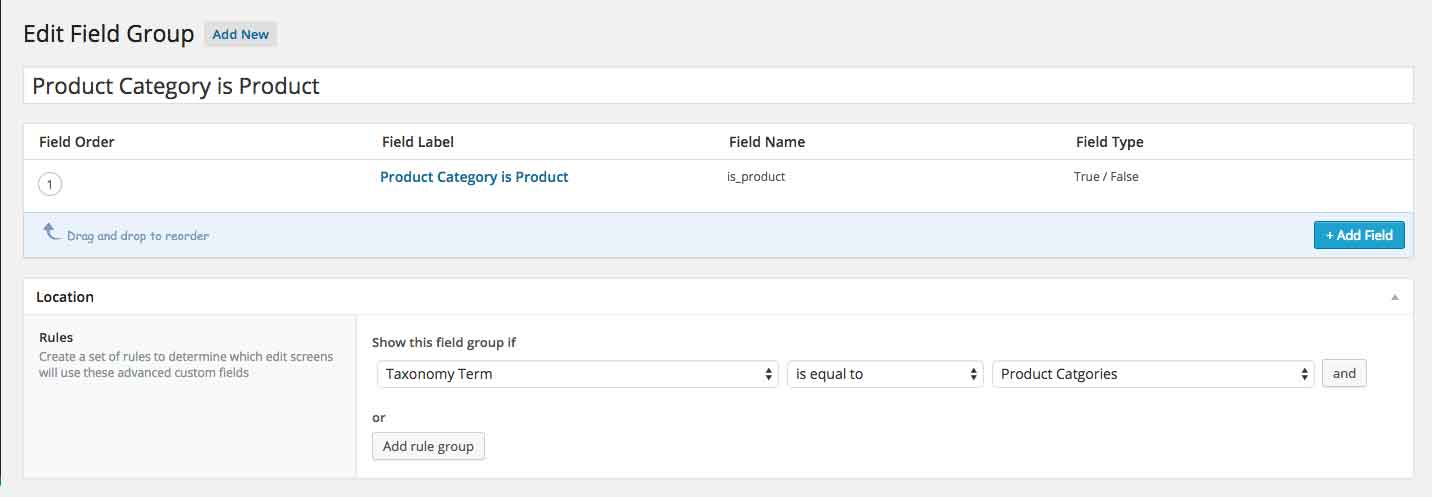 Edit Field Group Add New
Product Category is Product
Field Order Field Label Field Name Field Type
1 Product Category is Product is_product True / False
Drag and drop to reorder + Add Field
Location
Rules
Create a set of rules to determine which edit screens
will use these advanced custom fields
Show this field group if
Taxonomy Term is equal to Product Catgories and
or
Add rule group